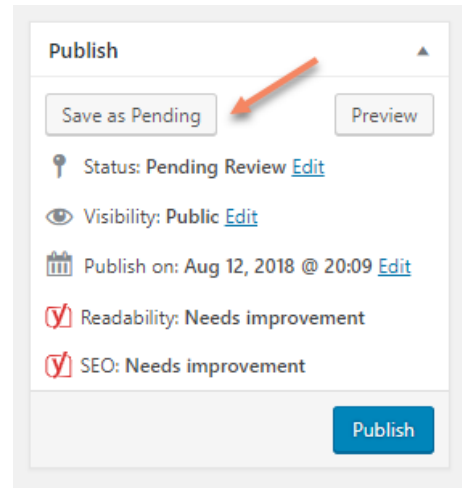 Publish
Save as Pending Preview
Status: Pending Review Edit
Visibility: Public Edit
Publish on: Aug 12, 2018 @ 20:09 Edit
Readability: Needs improvement
SEO: Needs improvement
Publish